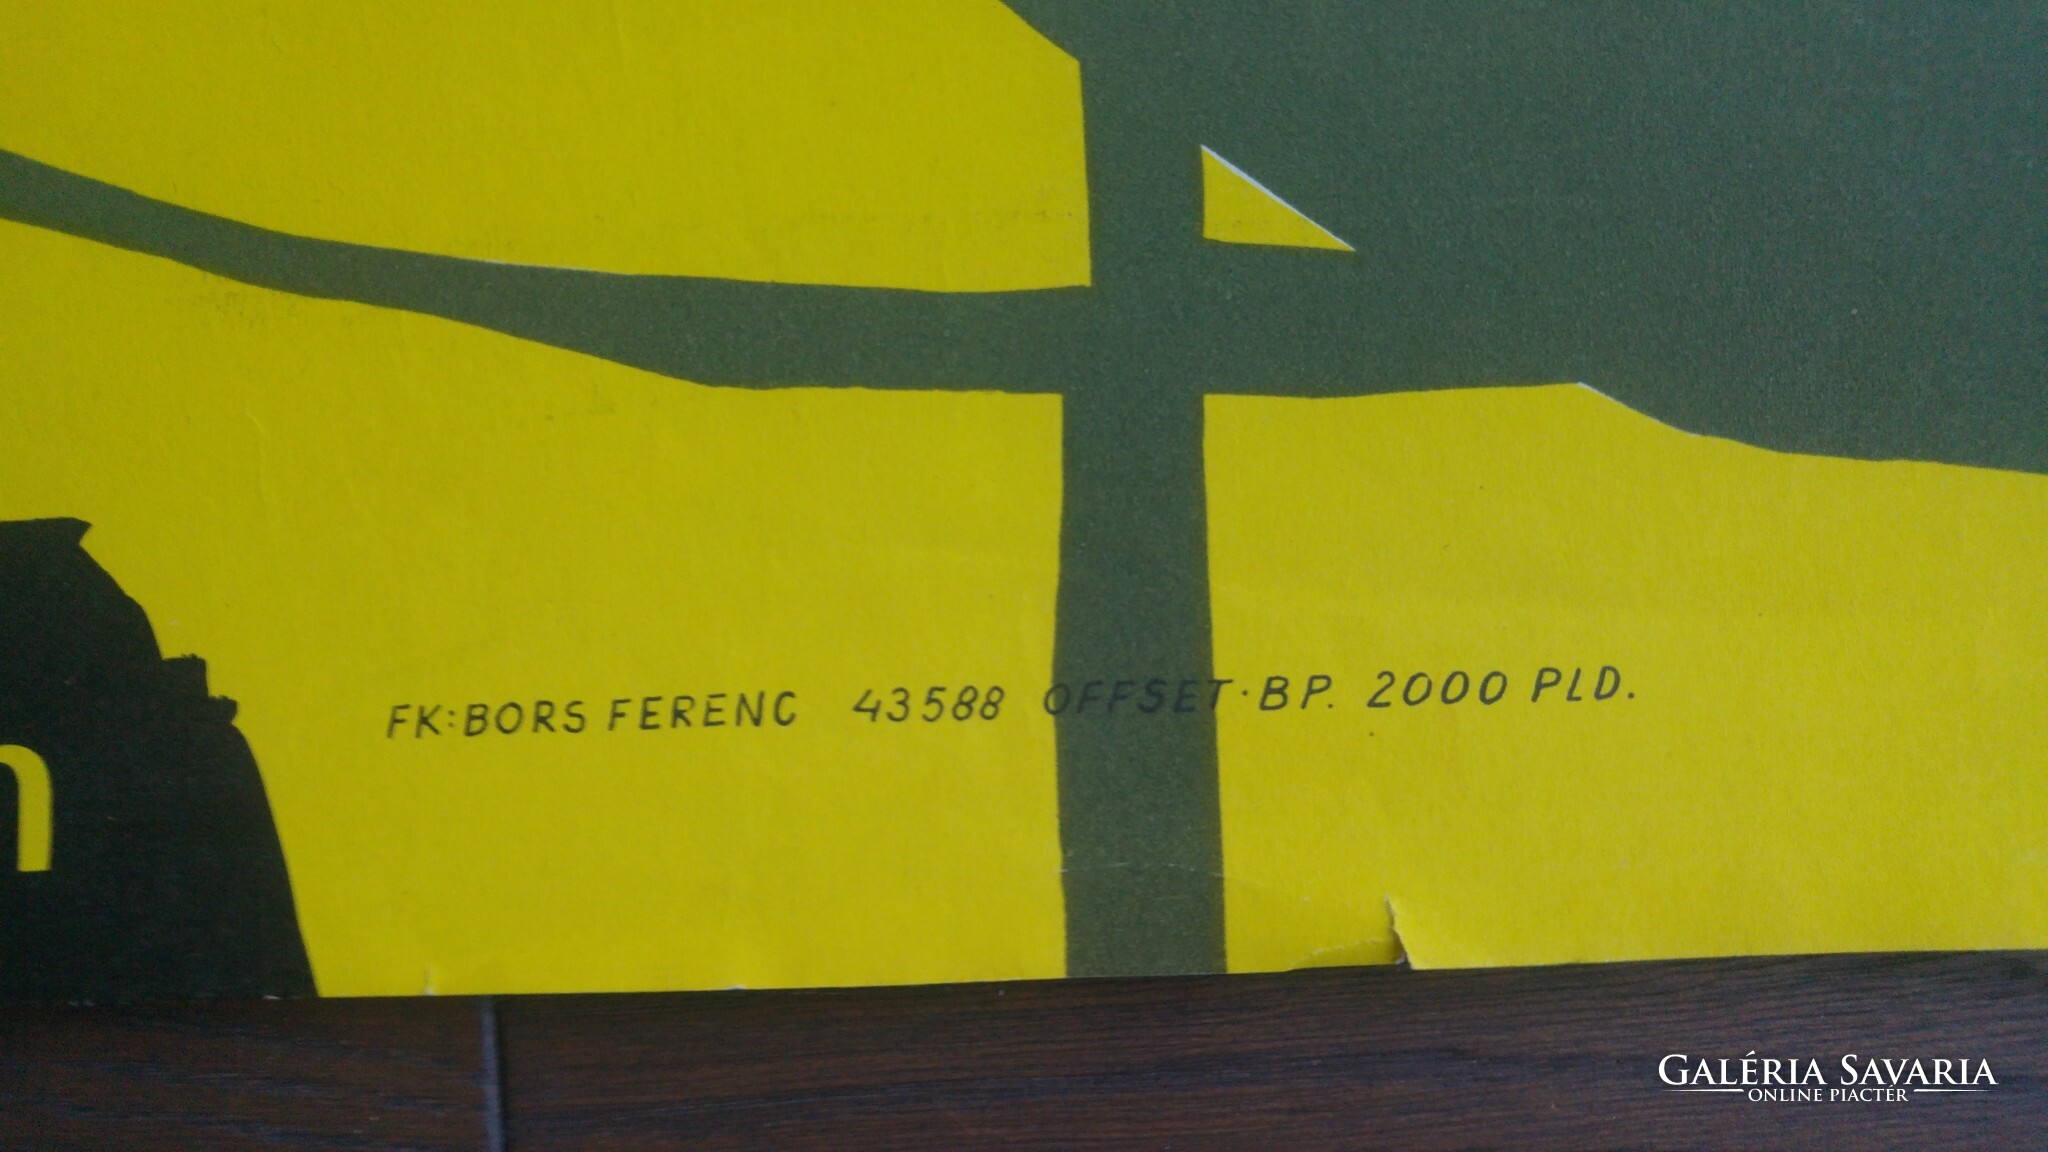 n
FK: BORS FERENC 43588 OFFSET·BP. 2000 PLD.
GALÉRIA SAVARIA
ONLINE PIACTÉR